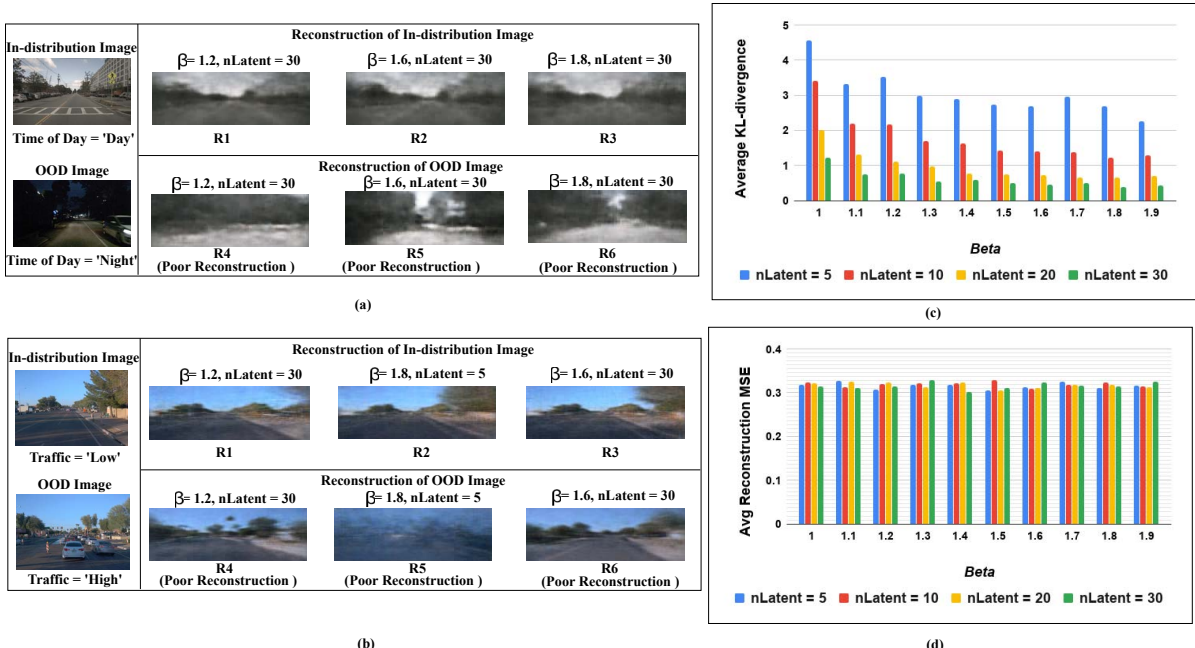 In-distribution Image
Time of Day = 'Day'
OOD Image
Time of Day ='Night'
Reconstruction of In-distribution Image
β= 1.2, nLatent = 30
β= 1.6, nLatent = 30
β= 1.8, nLatent = 30
R1
R2
R3
Reconstruction of OOD Image
β= 1.2, nLatent = 30
β= 1.6, nLatent = 30
β= 1.8, nLatent = 30
R4
(Poor Reconstruction )
R5
(Poor Reconstruction )
R6
(Poor Reconstruction )
(a)
In-distribution Image
Traffic = 'Low'
OOD Image
Traffic = 'High'
Reconstruction of In-distribution Image
β= 1.2, nLatent = 30
β= 1.8, nLatent = 5
β= 1.6, nLatent = 30
R1
R2
R3
Reconstruction of OOD Image
β= 1.2, nLatent = 30
β= 1.8, nLatent = 5
β= 1.6, nLatent = 30
R4
(Poor Reconstruction )
R5
(Poor Reconstruction )
R6
(Poor Reconstruction )
(b)
Average KL-divergence
5
4
3
2
1
0
1 1.1 1.2 1.3 1.4 1.5 1.6 1.7 1.8 1.9
Beta
nLatent = 5 nLatent = 10 nLatent = 20 nLatent = 30
(c)
Avg Reconstruction MSE
0.4
0.3
0.2
0.1
0
1 1.1 1.2 1.3 1.4 1.5 1.6 1.7 1.8 1.9
Beta
nLatent = 5 nLatent = 10 nLatent = 20 nLatent = 30
(d)